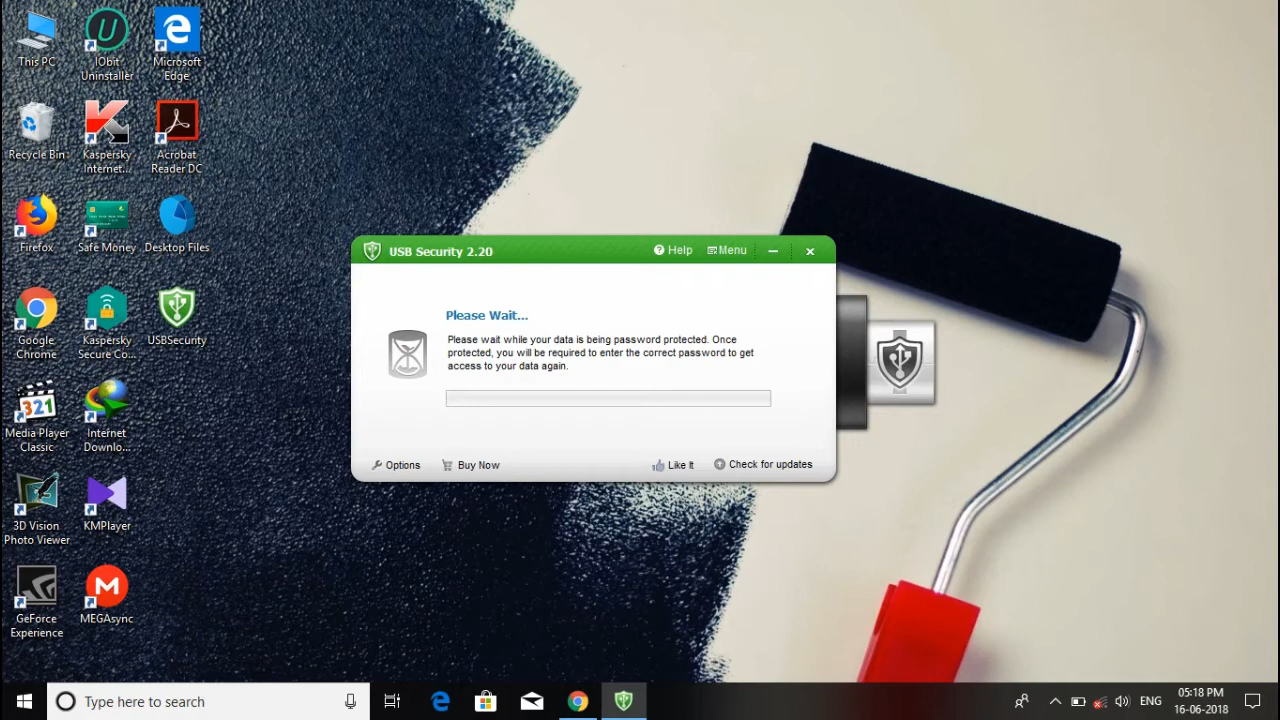 This PC
IObit
Uninstaller
Microsoft
Edge
Recycle Bin
Kaspersky
Internet...
Acrobat
Reader DC
Firefox
Safe Money
Desktop Files
Google
Chrome
Kaspersky
Secure Co...
USBSecurity
321
Media Player
Classic
Internet
Downlo...
3D Vision
Photo Viewer
KMPlayer
GeForce
Experience
MEGAsync
USB Security 2.20
Help
Menu
Please Wait...
Please wait while your data is being password protected. Once
protected, you will be required to enter the correct password to get
access to your data again.
Options
Buy Now
Like It
Check for updates
Type here to search
ENG
05:18 PM
16-06-2018